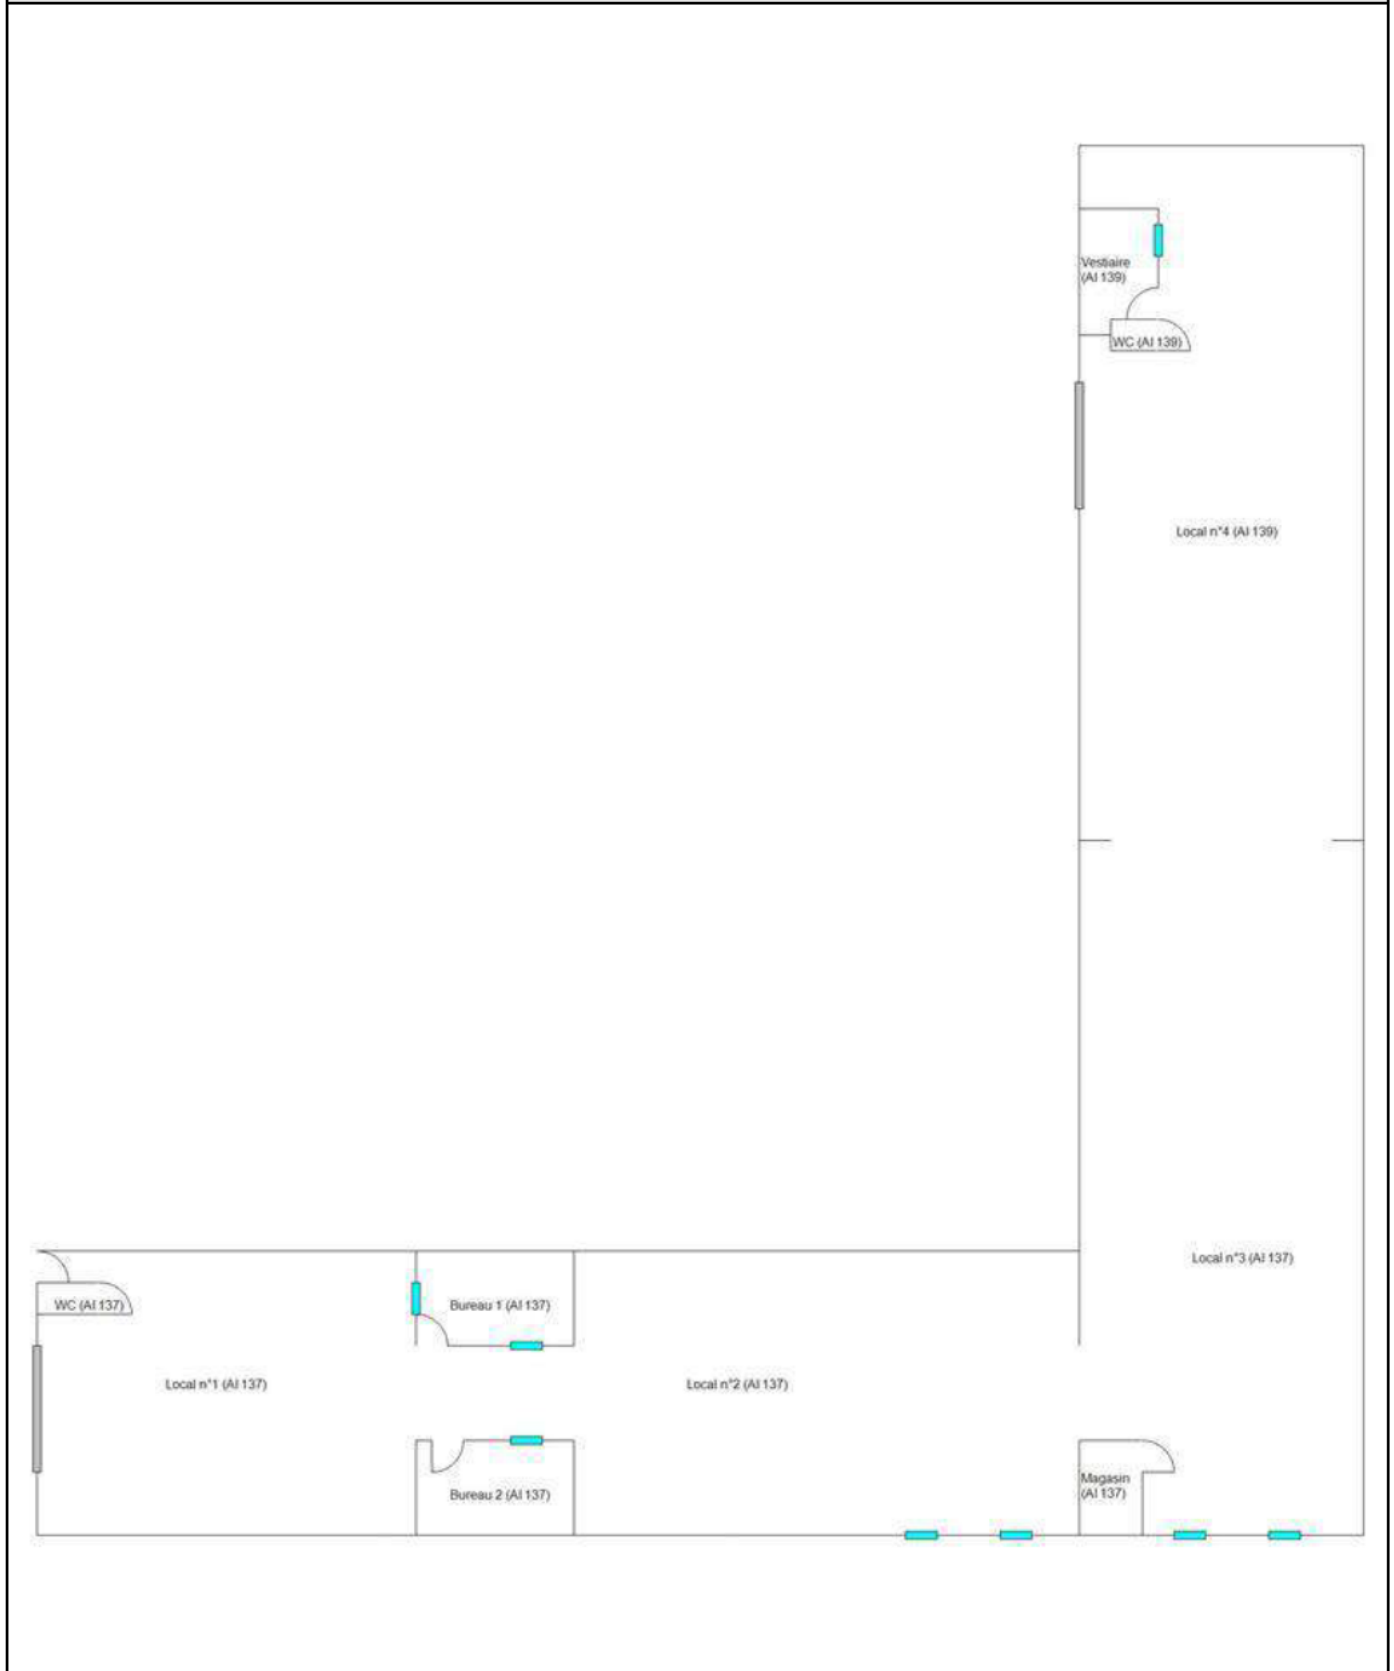 Vestiaire
(AI 139)
WC (AI 139)
Local n°4 (AI 139)
Local n°3 (AI 137)
WC (AI 137)
Bureau 1 (AI 137)
Local n°1 (AI 137)
Local n°2 (AI 137)
Magasin
(AI 137)
Bureau 2 (AI 137)